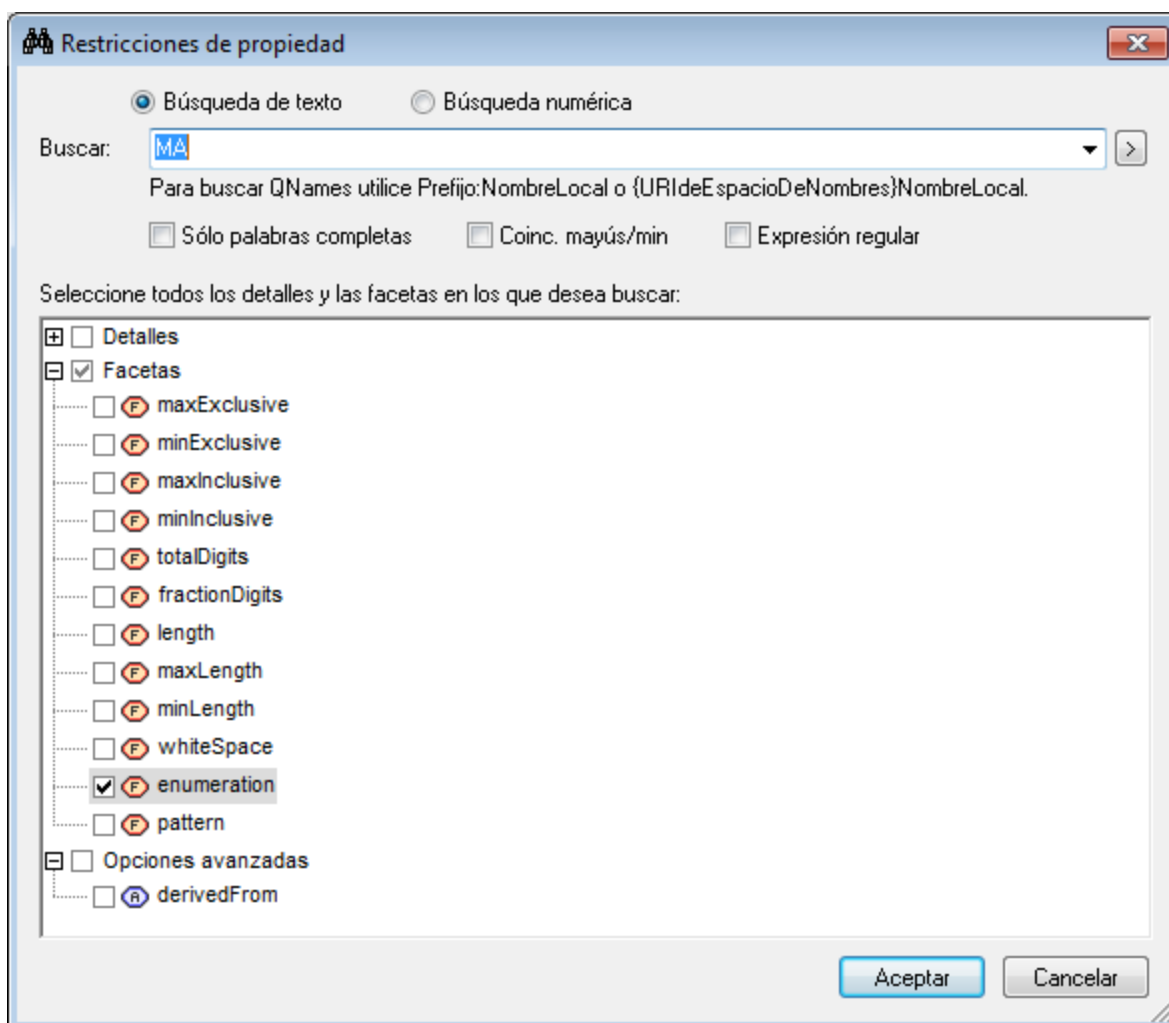 Restricciones de propiedad
Búsqueda de texto Búsqueda numérica
Buscar: MA >
Para buscar QNames utilice Prefijo:NombreLocal o {URIdeEspacioDeNombres}NombreLocal.
Sólo palabras completas Coinc. mayús/min Expresión regular
Seleccione todos los detalles y las facetas en los que desea buscar:
Detalles
Facetas
F maxExclusive
F minExclusive
F maxInclusive
F minInclusive
F totalDigits
F fractionDigits
F length
F maxLength
F minLength
F whiteSpace
F enumeration
F pattern
Opciones avanzadas
A derivedFrom
Aceptar Cancelar